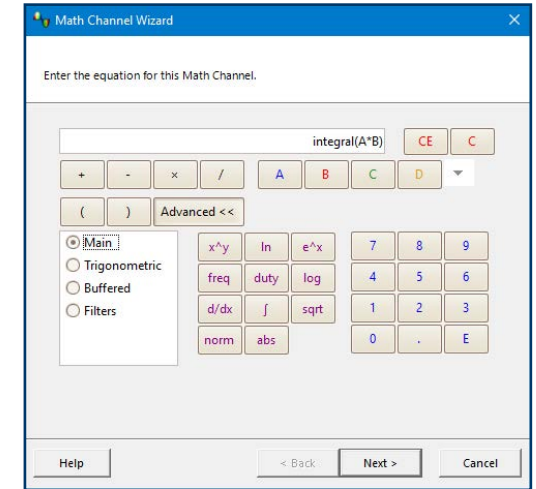 Math Channel Wizard
Enter the equation for this Math Channel.
integral(A*B) CE C
+ - × / A B C D
( ) Advanced <<
Main x^y ln e^x 7 8 9
Trigonometric
Buffered freq duty log 4 5 6
Filters d/dx ∫ sqrt 1 2 3
norm abs 0 . E
Help < Back Next > Cancel